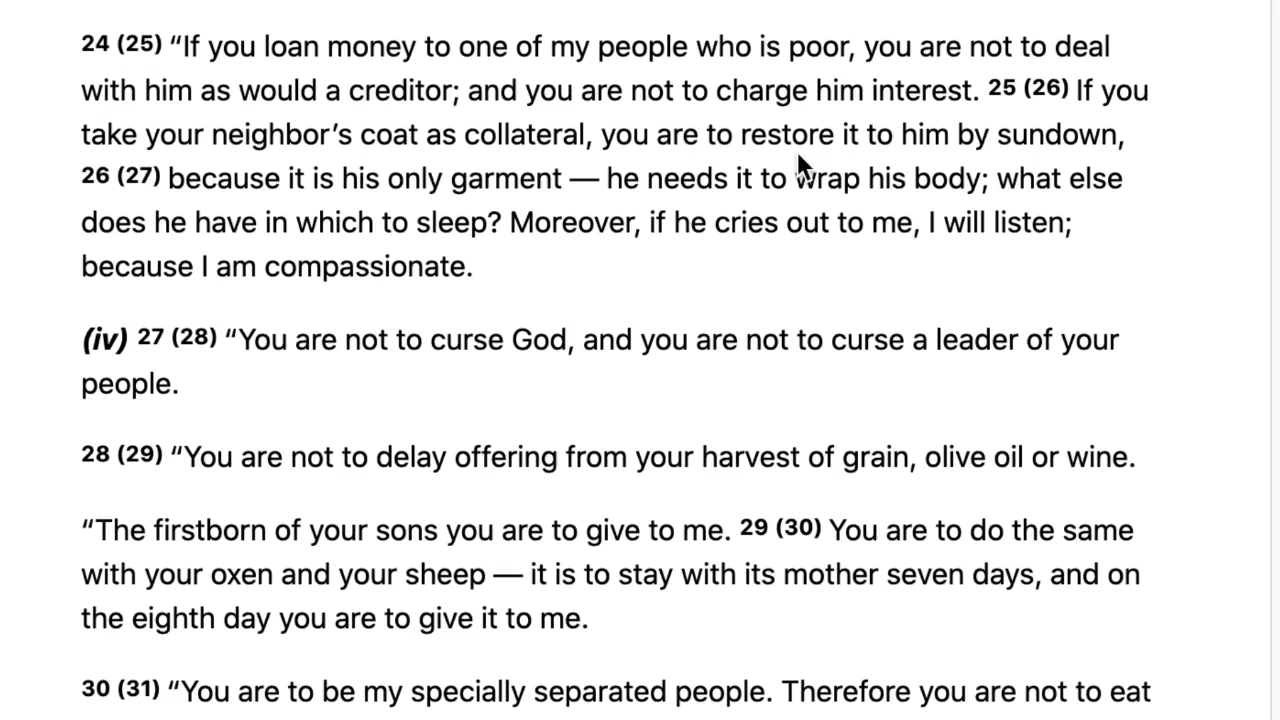 24 (25) “If you loan money to one of my people who is poor, you are not to deal
with him as would a creditor; and you are not to charge him interest. 25 (26) If you
take your neighbor’s coat as collateral, you are to restore it to him by sundown,
26 (27) because it is his only garment — he needs it to wrap his body; what else
does he have in which to sleep? Moreover, if he cries out to me, I will listen;
because I am compassionate.
(iv) 27 (28) “You are not to curse God, and you are not to curse a leader of your
people.
28 (29) “You are not to delay offering from your harvest of grain, olive oil or wine.
“The firstborn of your sons you are to give to me. 29 (30) You are to do the same
with your oxen and your sheep — it is to stay with its mother seven days, and on
the eighth day you are to give it to me.
30 (31) “You are to be my specially separated people. Therefore you are not to eat